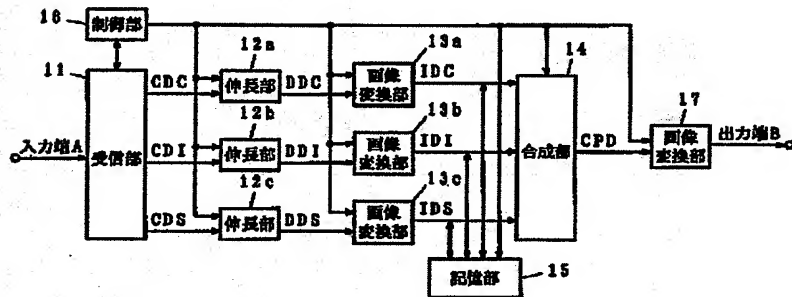 16
制御部
11
CDC
12a
伸長部
DDC
13a
画像
変換部
IDC
14
入力端A
受信部
CDI
12b
伸長部
DDI
13b
画像
変換部
IDI
合成部
CPD
17
画像
変換部
出力端B
CDS
12c
伸長部
DDS
13c
画像
変換部
IDS
記憶部
15